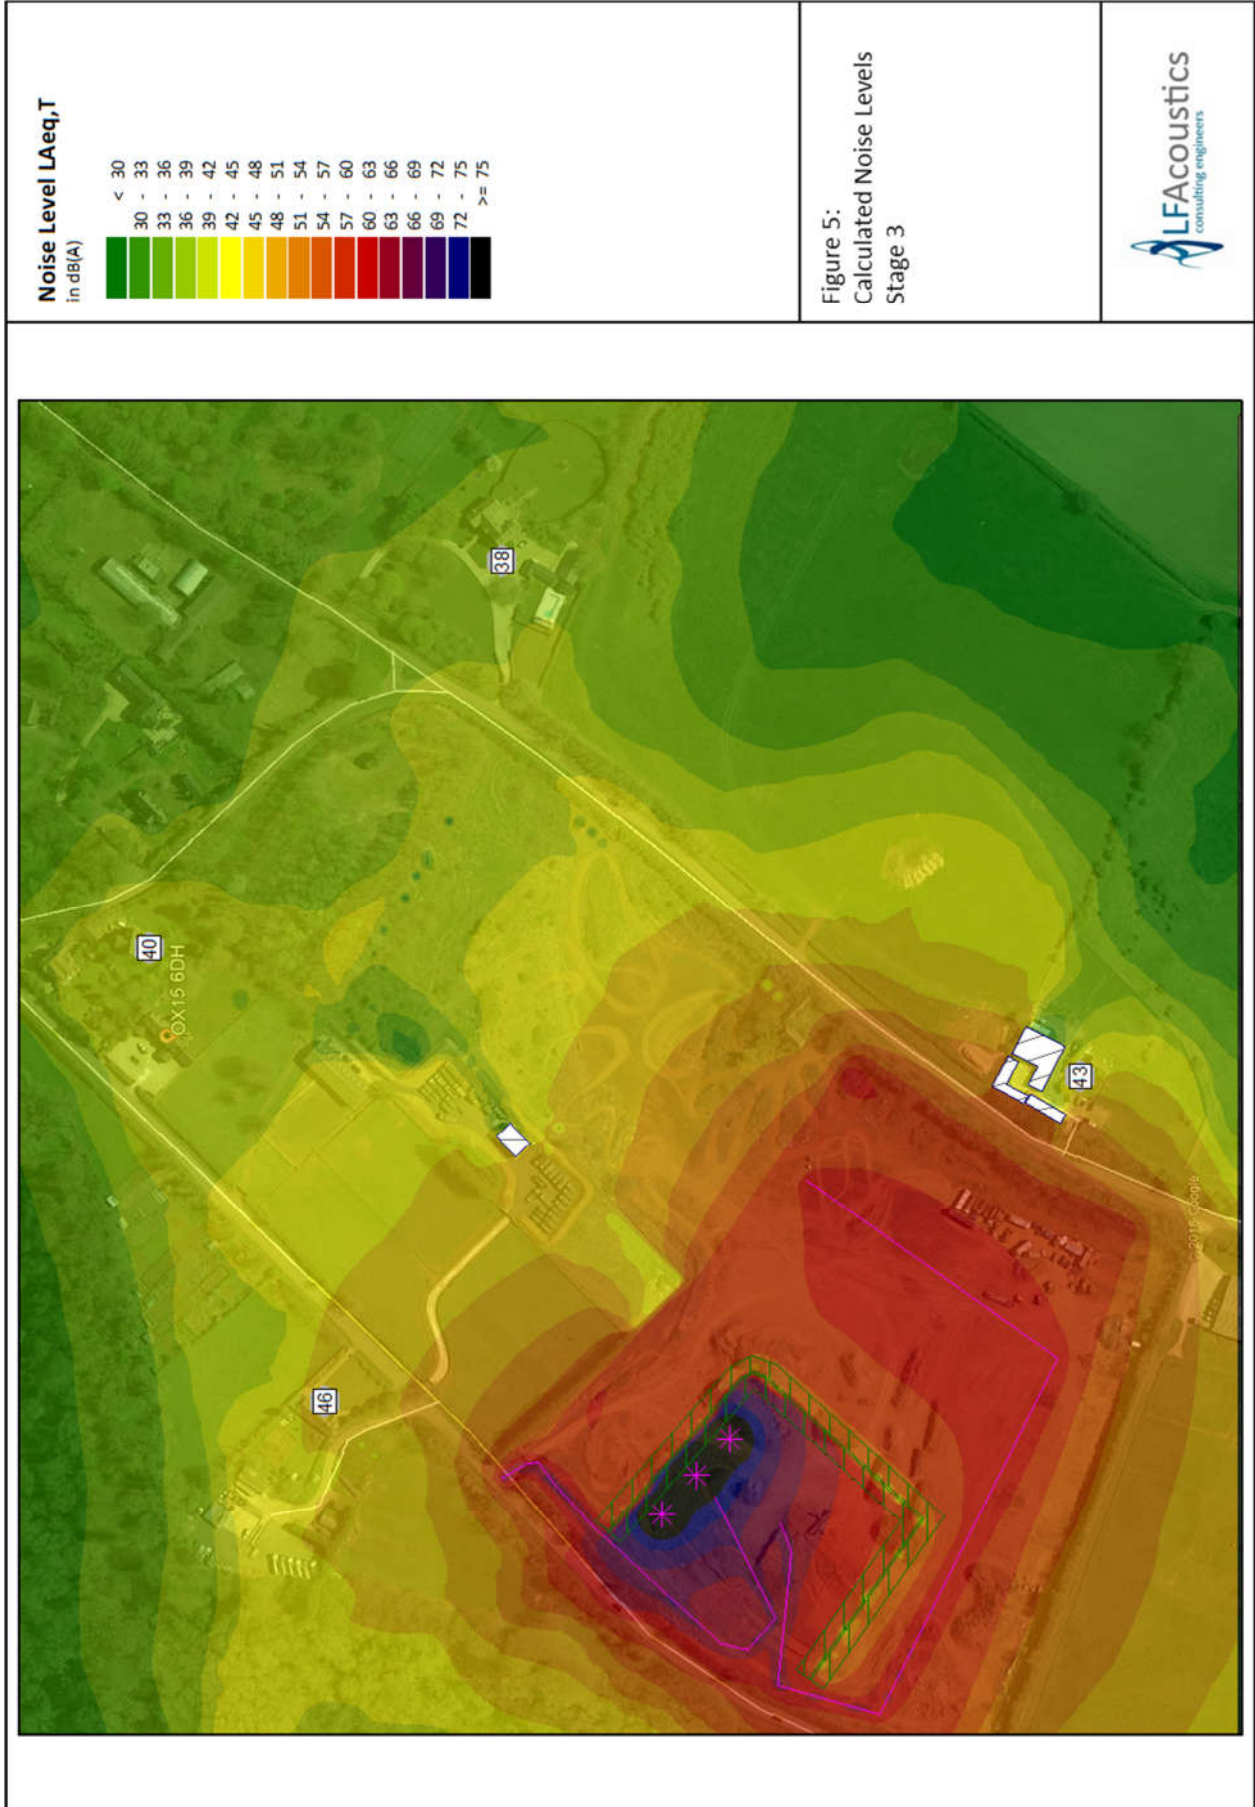 Noise Level LAeq,T
in dB(A)
< 30
30 - 33
33 - 36
36 - 39
39 - 42
42 - 45
45 - 48
48 - 51
51 - 54
54 - 57
57 - 60
60 - 63
63 - 66
66 - 69
69 - 72
72 - 75
>= 75
Figure 5:
Calculated Noise Levels
Stage 3
LFAcoustics
consulting engineers
40
OX15 6DH
38
46
43
Google